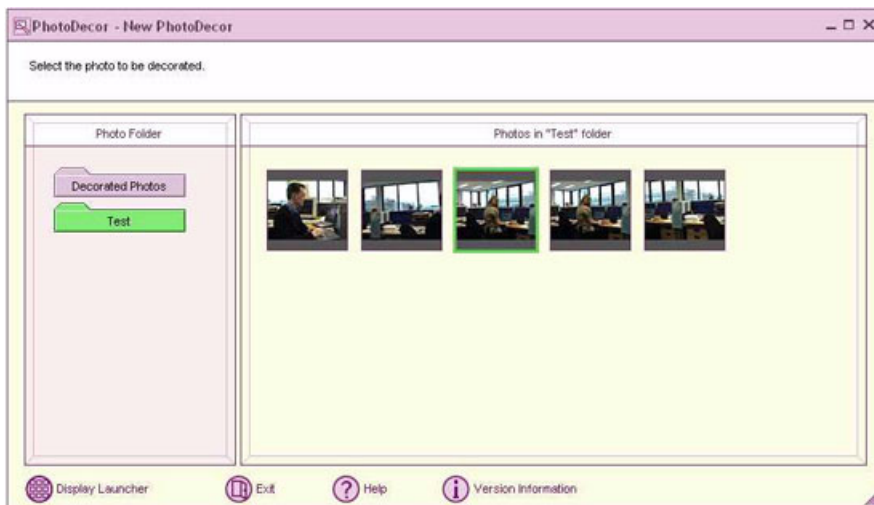 PhotoDecor - New PhotoDecor
Select the photo to be decorated.
Photo Folder
Photos in "Test" folder
Decorated Photos
Test
Display Launcher
Exit
Help
Version Information